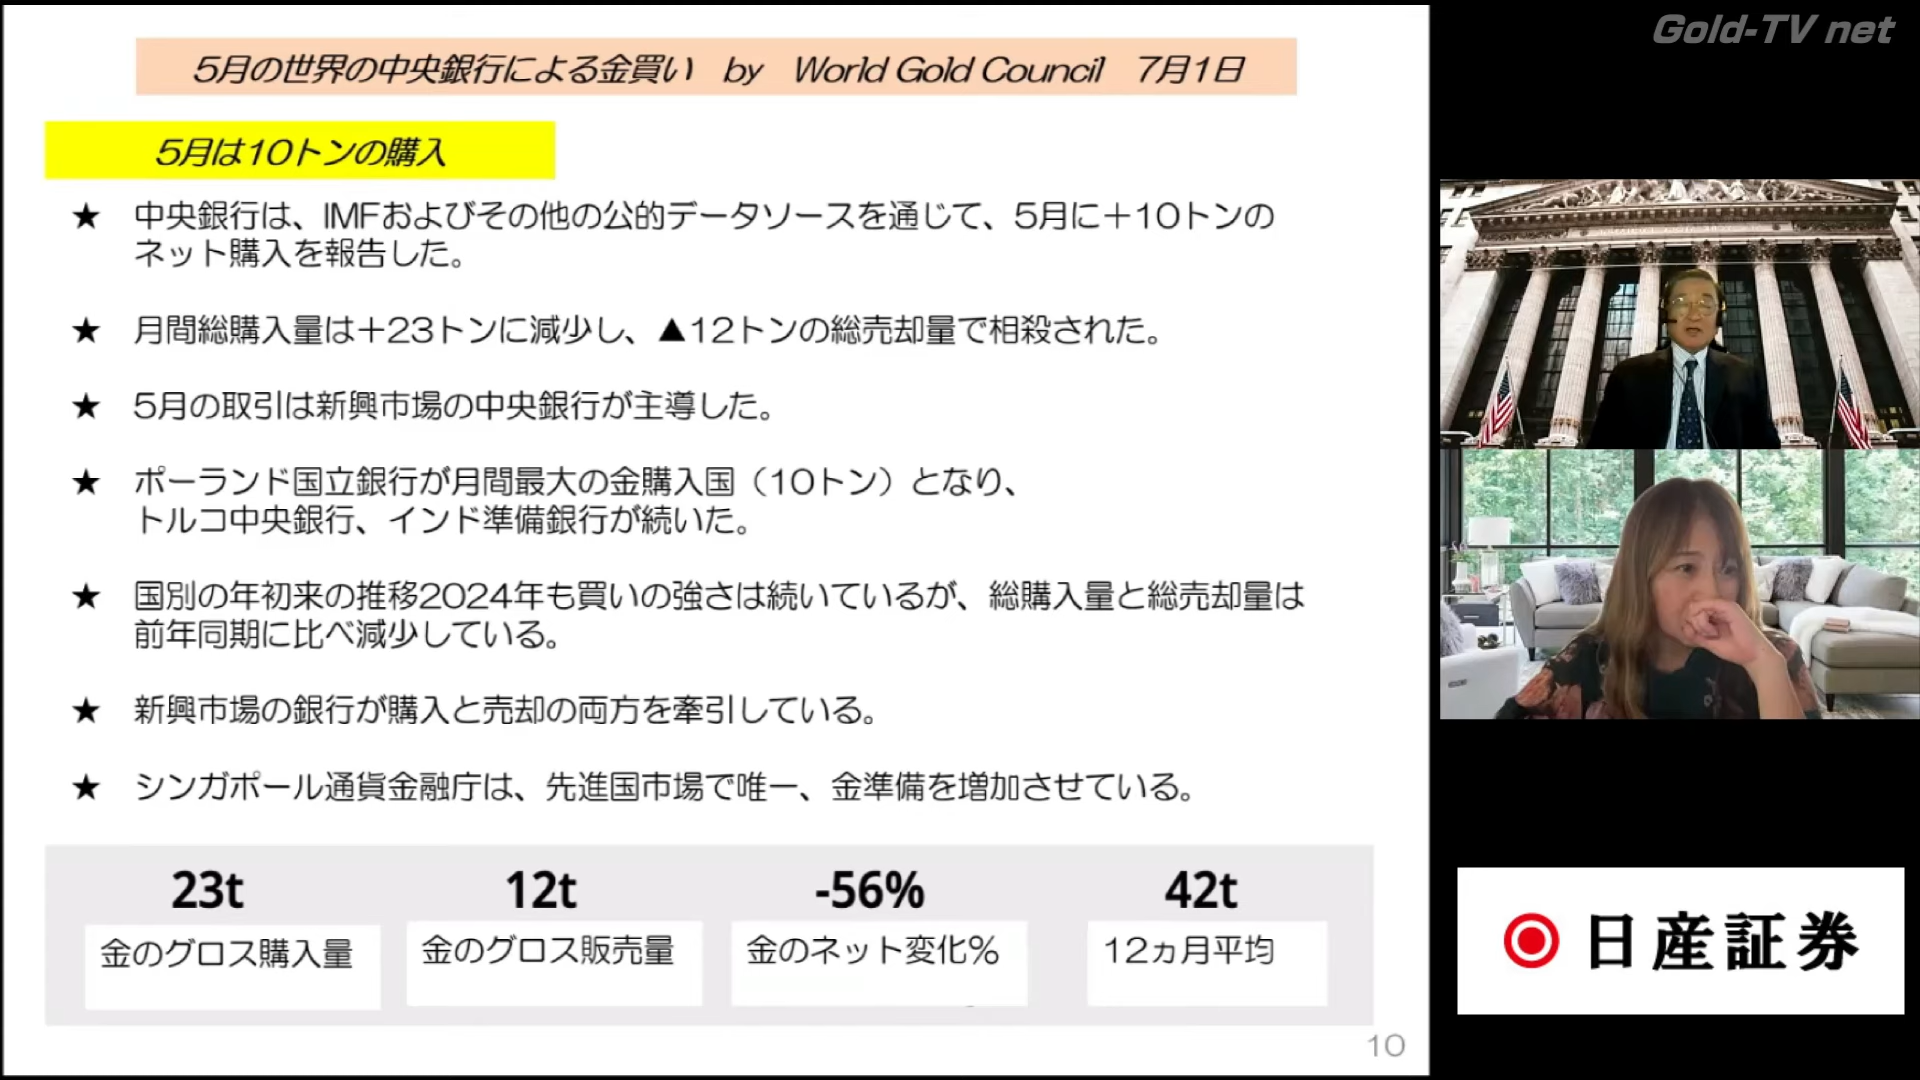 Gold-TV net
5月の世界の中央銀行による金買い by World Gold Council 7月1日
5月は10トンの購入
★ 中央銀行は、IMFおよびその他の公的データソースを通じて、5月に＋10トンの
ネット購入を報告した。
★ 月間総購入量は＋23トンに減少し、▲12トンの総売却量で相殺された。
★ 5月の取引は新興市場の中央銀行が主導した。
★ ポーランド国立銀行が月間最大の金購入国（10トン）となり、
トルコ中央銀行、インド準備銀行が続いた。
★ 国別の年初来の推移2024年も買いの強さは続いているが、総購入量と総売却量は
前年同期に比べ減少している。
★ 新興市場の銀行が購入と売却の両方を牽引している。
★ シンガポール通貨金融庁は、先進国市場で唯一、金準備を増加させている。
23t 12t -56% 42t
金のグロス購入量 金のグロス販売量 金のネット変化% 12ヵ月平均
10
日産証券